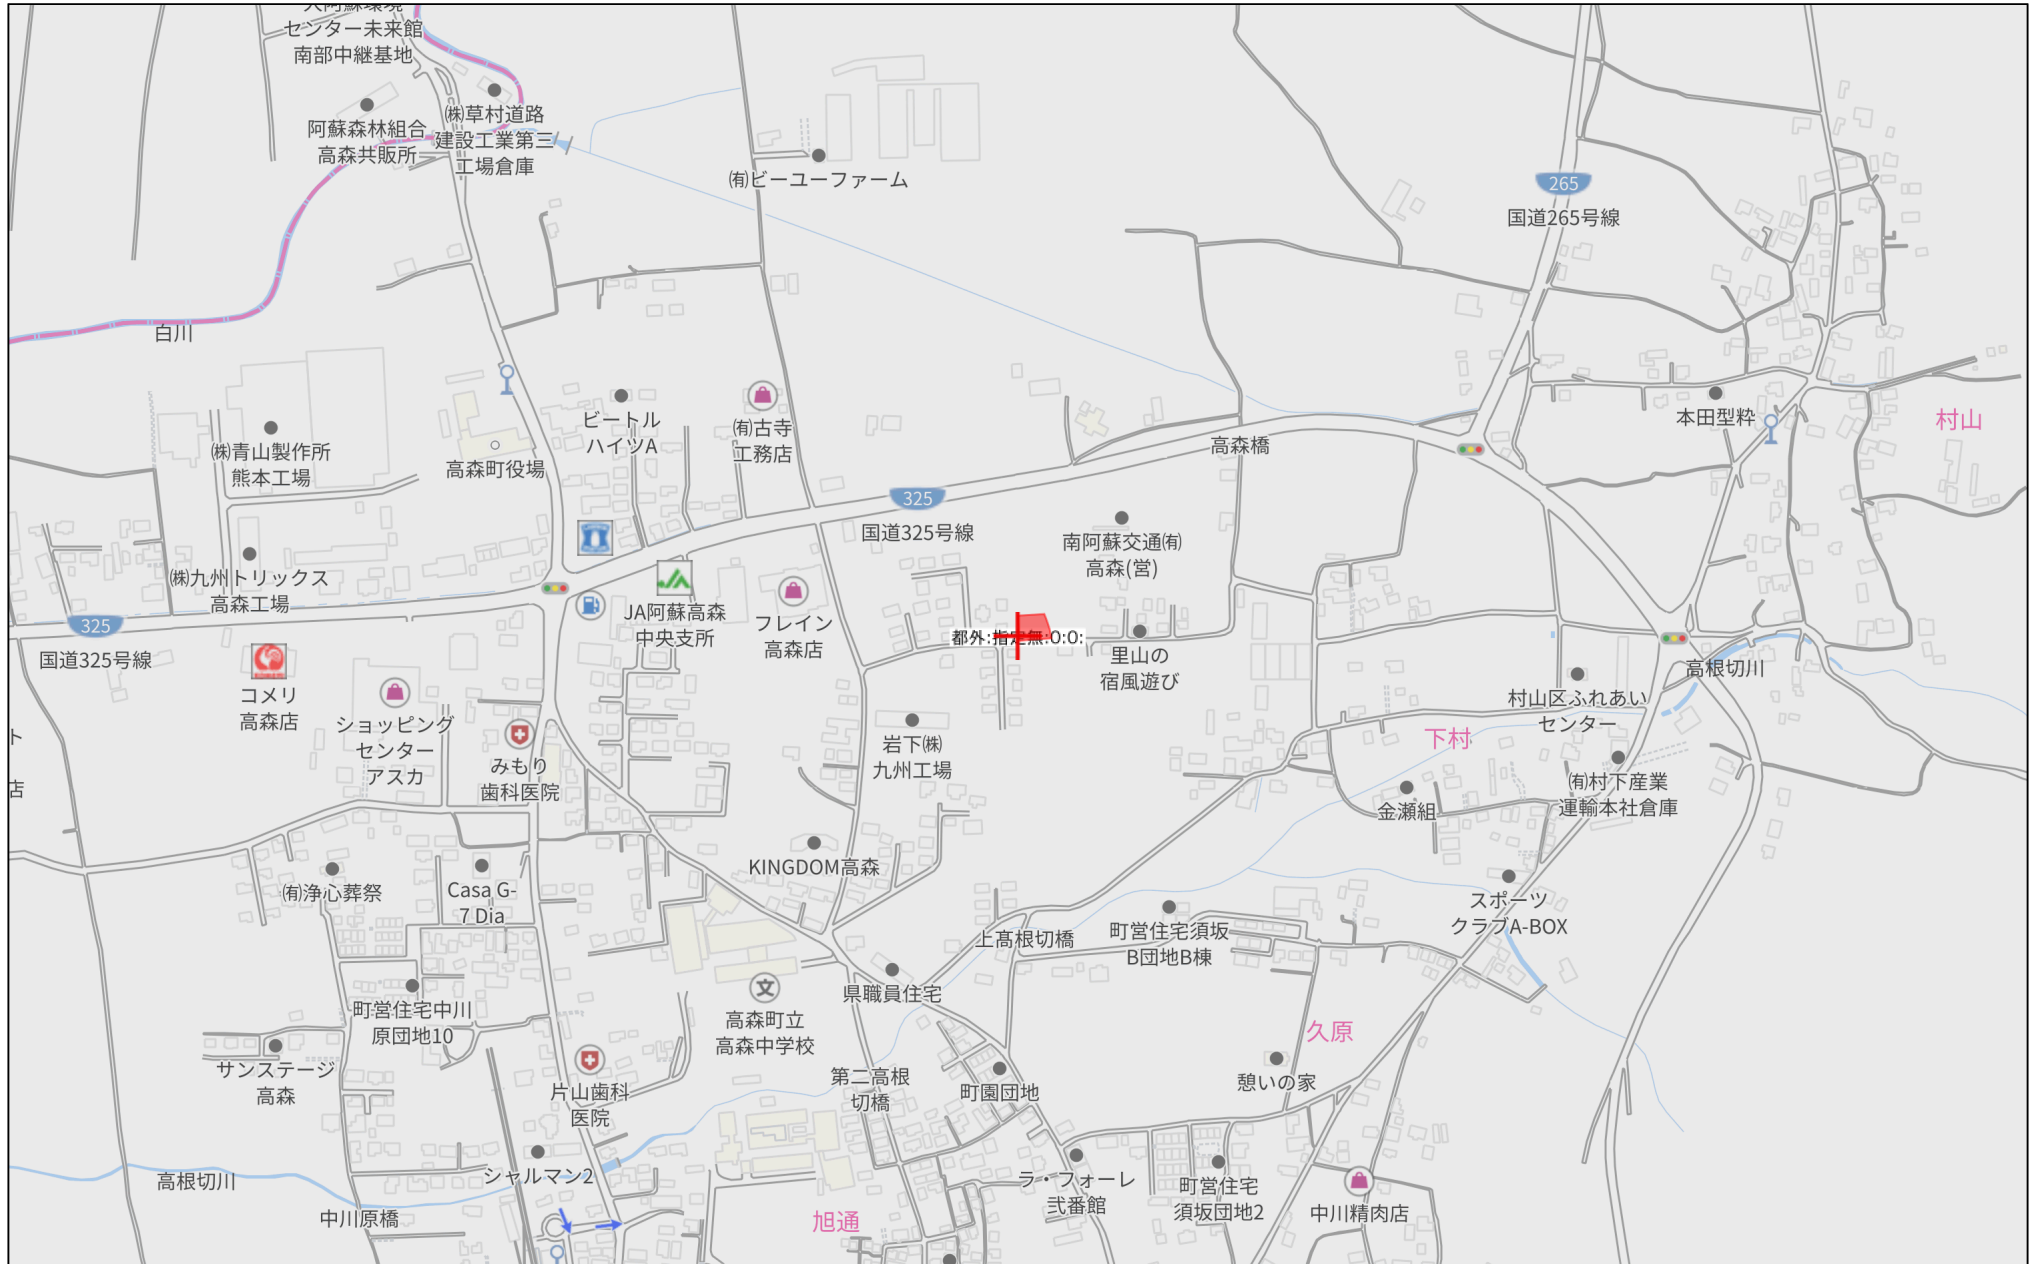 センター未来館
南部中継基地
㈱草村道路
建設工業第三
工場倉庫
阿蘇森林組合
高森共販所
㈲ビーユーファーム
265
国道265号線
白川
ビートル
ハイツA
㈲古寺
工務店
高森町役場
㈱青山製作所
熊本工場
高森橋
本田型粋
村山
325
国道325号線
南阿蘇交通㈲
高森(営)
㈱九州トリックス
高森工場
325
国道325号線
JA阿蘇高森
中央支所
フレイン
高森店
都外:指定無:0:0:
里山の
宿風遊び
高根切川
村山区ふれあい
センター
コメリ
高森店
ショッピング
センター
アスカ
みもり
歯科医院
岩下㈱
九州工場
下村
ト
店
金瀬組
㈲村下産業
運輸本社倉庫
KINGDOM高森
㈲浄心葬祭
Casa G-
7 Dia
スポーツ
クラブA-BOX
上髙根切橋
町営住宅須坂
B団地B棟
県職員住宅
町営住宅中川
原団地10
文
高森町立
高森中学校
久原
サンステージ
高森
片山歯科
医院
第二高根
切橋
町園団地
憩いの家
シャルマン2
高根切川
中川原橋
旭通
ラ・フォーレ
弐番館
町営住宅
須坂団地2
中川精肉店